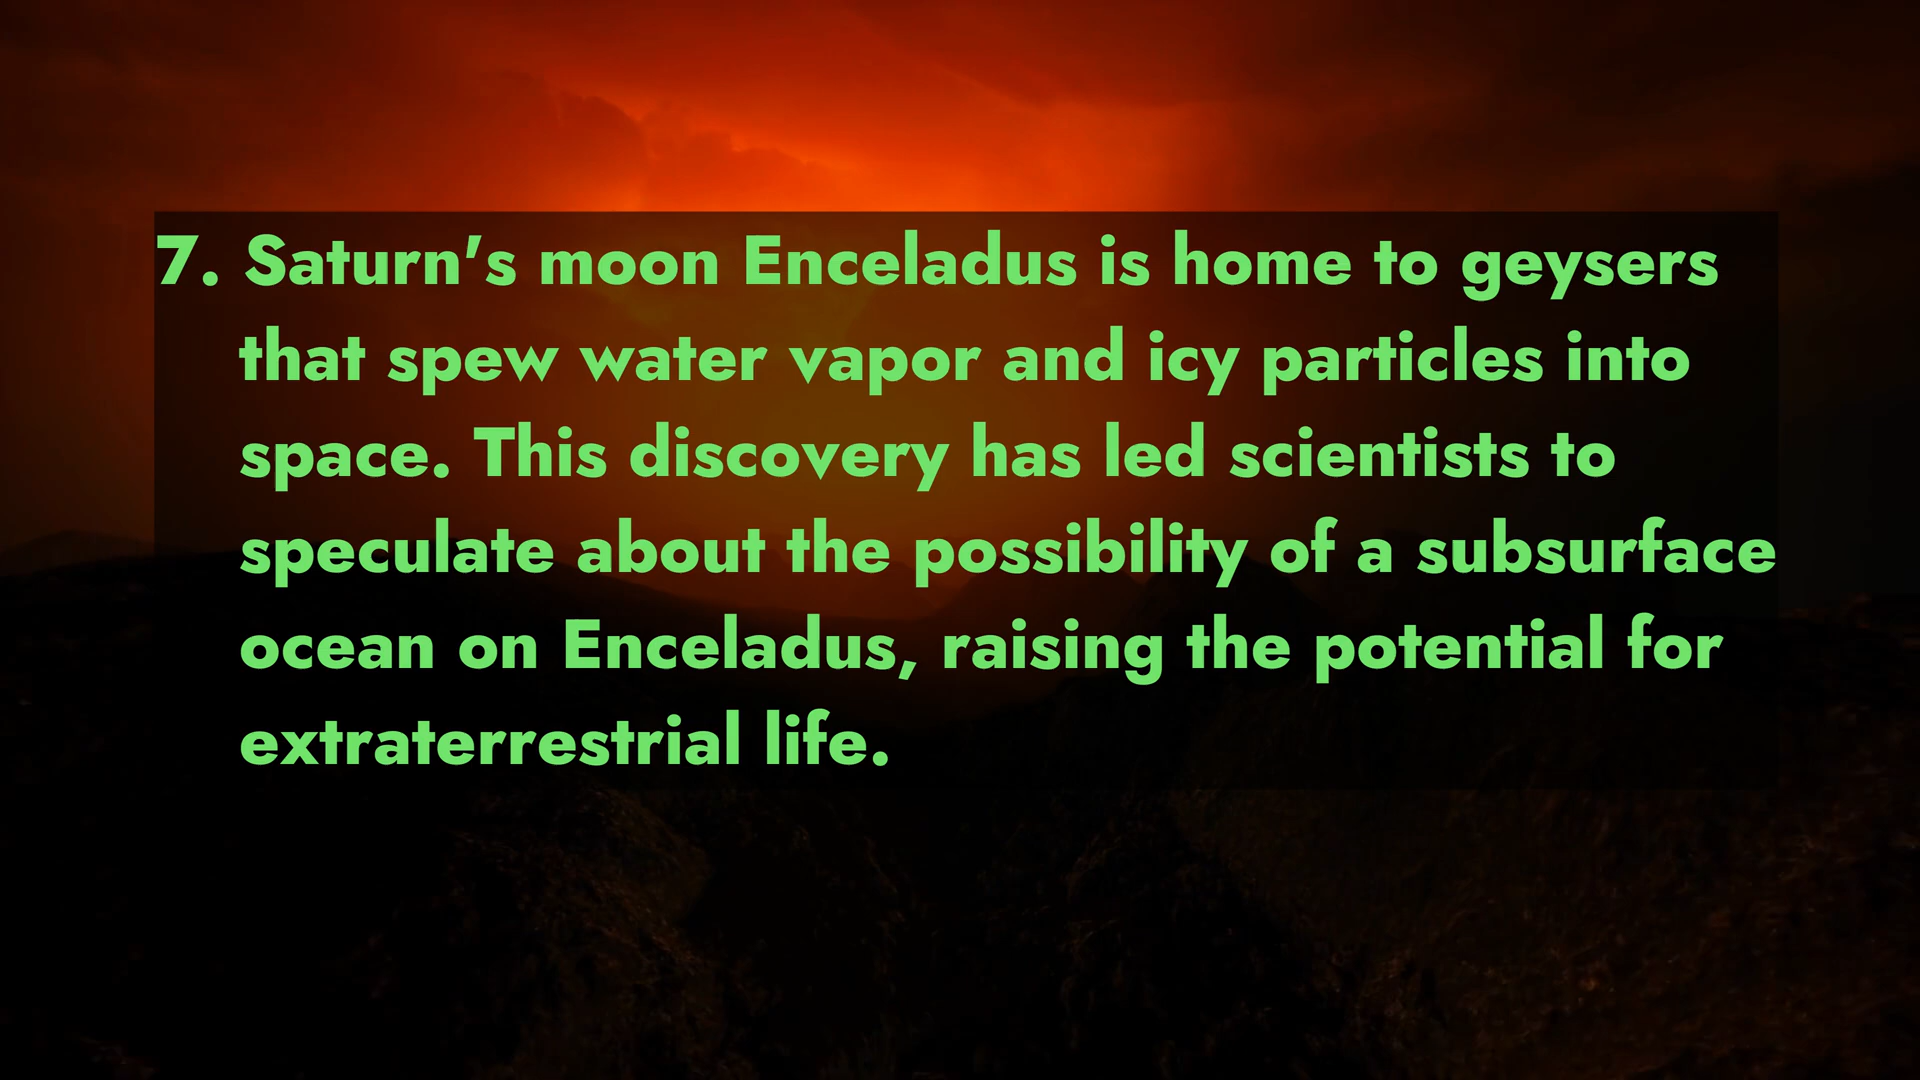 7. Saturn's moon Enceladus is home to geysers
that spew water vapor and icy particles into
space. This discovery has led scientists to
speculate about the possibility of a subsurface
ocean on Enceladus, raising the potential for
extraterrestrial life.